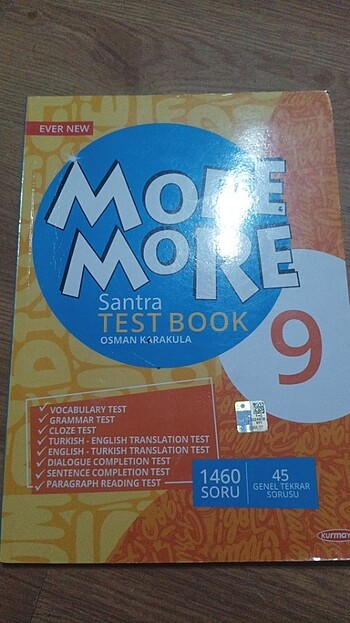 EVER NEW
MORE
MORE
Santra
TEST BOOK
OSMAN KARAKULA
9
VOCABULARY TEST
GRAMMAR TEST
CLOZE TEST
TURKISH - ENGLISH TRANSLATION TEST
ENGLISH - TURKISH TRANSLATION TEST
DIALOGUE COMPLETION TEST
SENTENCE COMPLETION TEST
PARAGRAPH READING TEST
1460
SORU
45
GENEL TEKRAR
SORUSU
kurmay